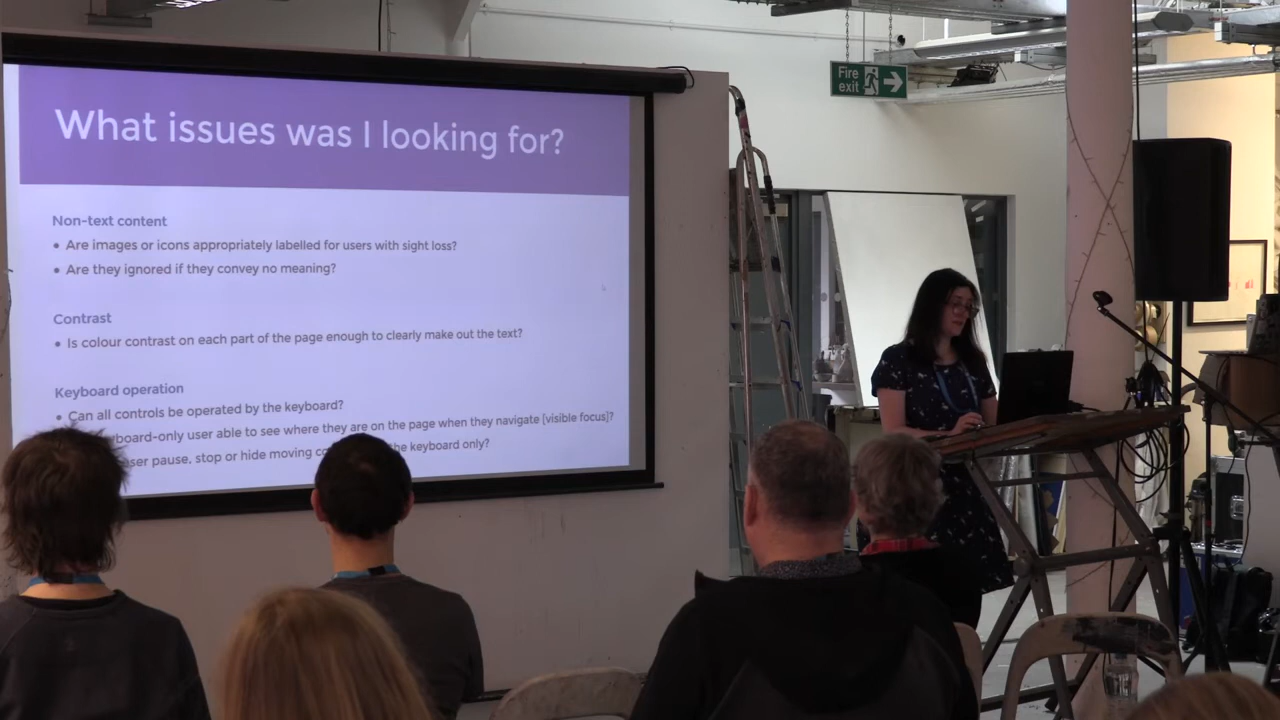 What issues was I looking for?
Non-text content
• Are images or icons appropriately labelled for users with sight loss?
• Are they ignored if they convey no meaning?
Contrast
• Is colour contrast on each part of the page enough to clearly make out the text?
Keyboard operation
• Can all controls be operated by the keyboard?
user able to see where they are on the page when they navigate [visible focus]?
pause, stop or hide moving the keyboard only?
Fire
exit